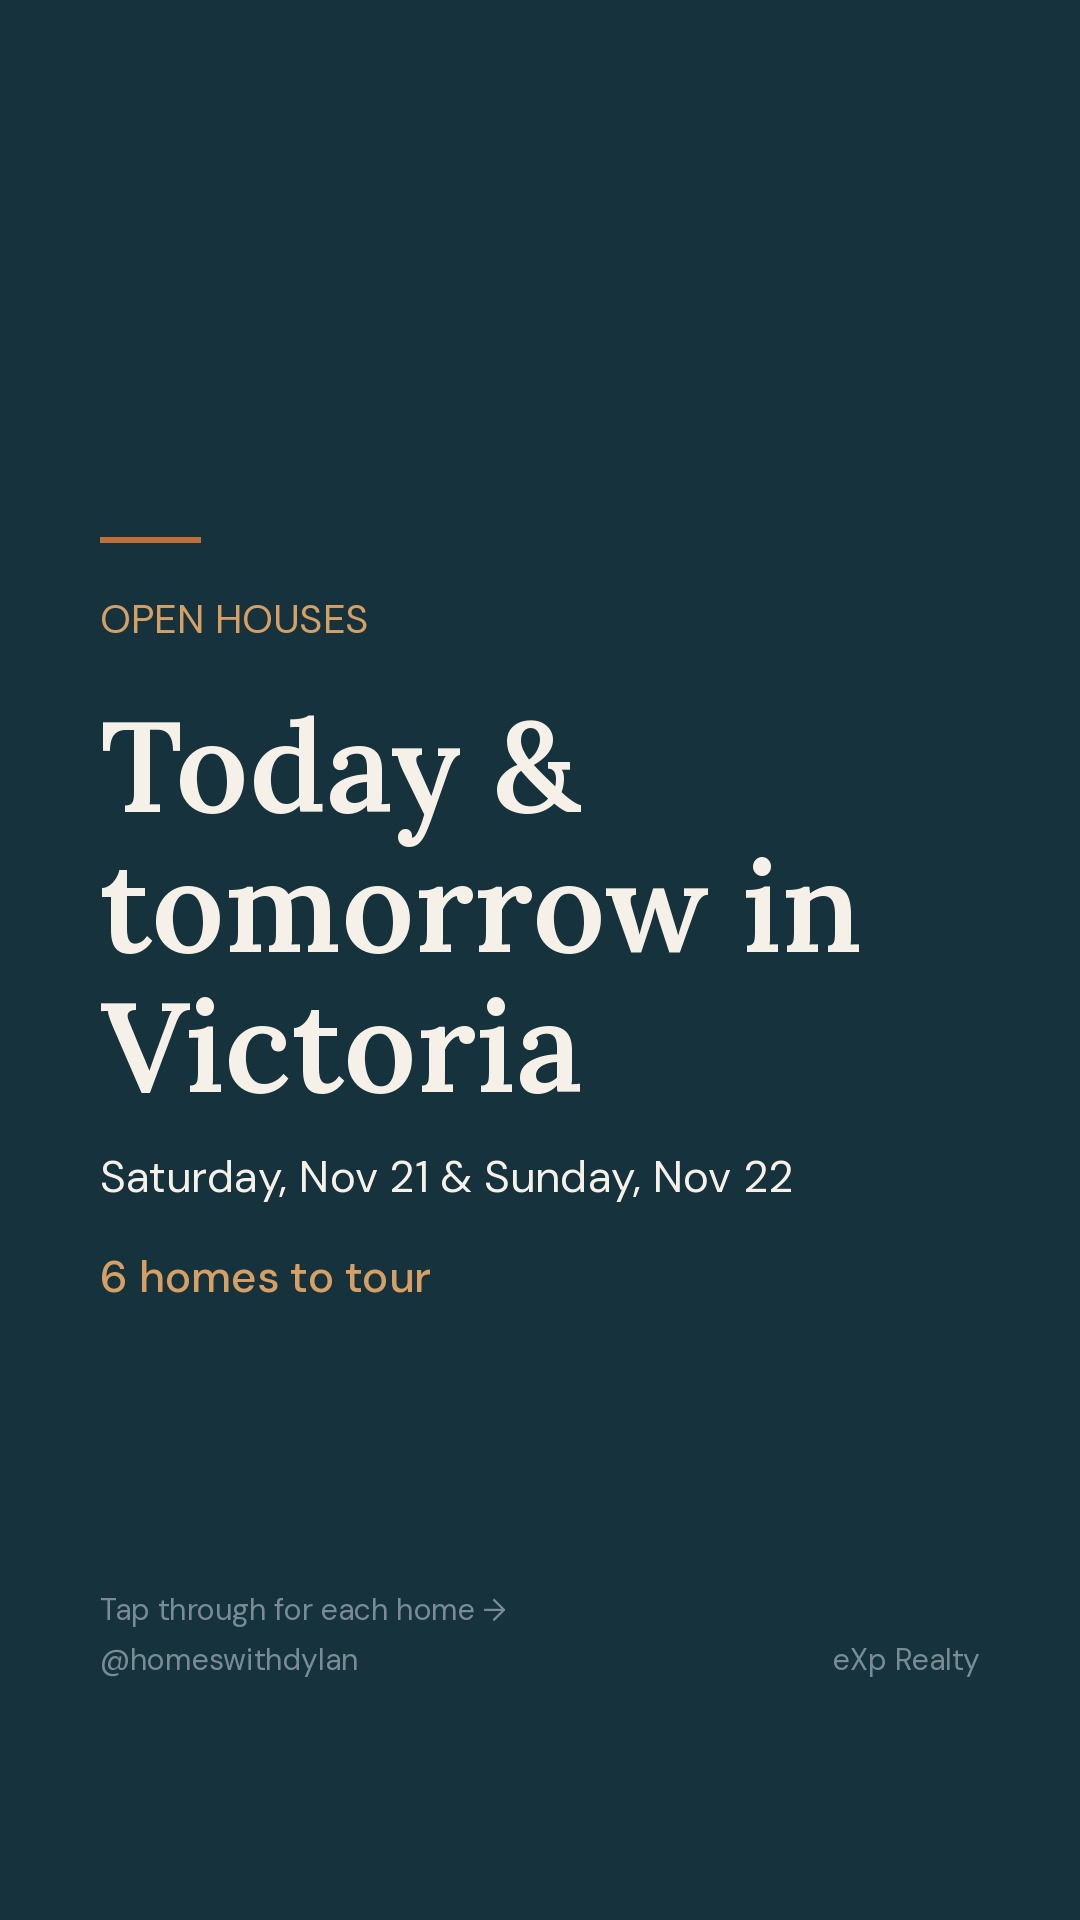 OPEN HOUSES
Today &
tomorrow in
Victoria
Saturday, Nov 21 & Sunday, Nov 22
6 homes to tour
Tap through for each home →
@homeswithdylan
eXp Realty